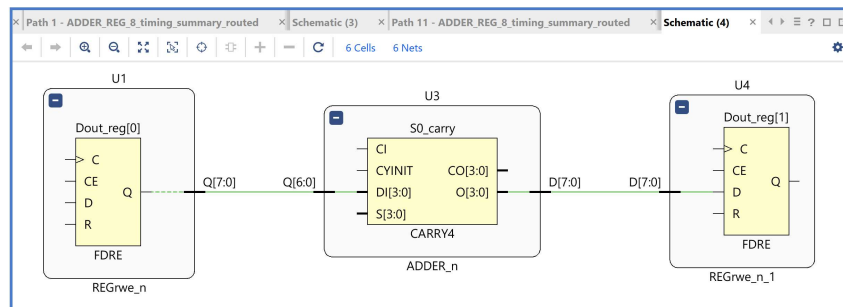 Path 1 - ADDER_REG_8_timing_summary_routed × Schematic (3) × Path 11 - ADDER_REG_8_timing_summary_routed × Schematic (4) ×
6 Cells 6 Nets
U1
U3
U4
Dout_reg[0]
S0_carry
Dout_reg[1]
C
CE
D
R
Q
FDRE
REGrwe_n
Q[7:0]
Q[6:0]
CI
CYINIT
DI[3:0]
S[3:0]
CO[3:0]
O[3:0]
CARRY4
ADDER_n
D[7:0]
D[7:0]
C
CE
D
R
Q
FDRE
REGrwe_n_1